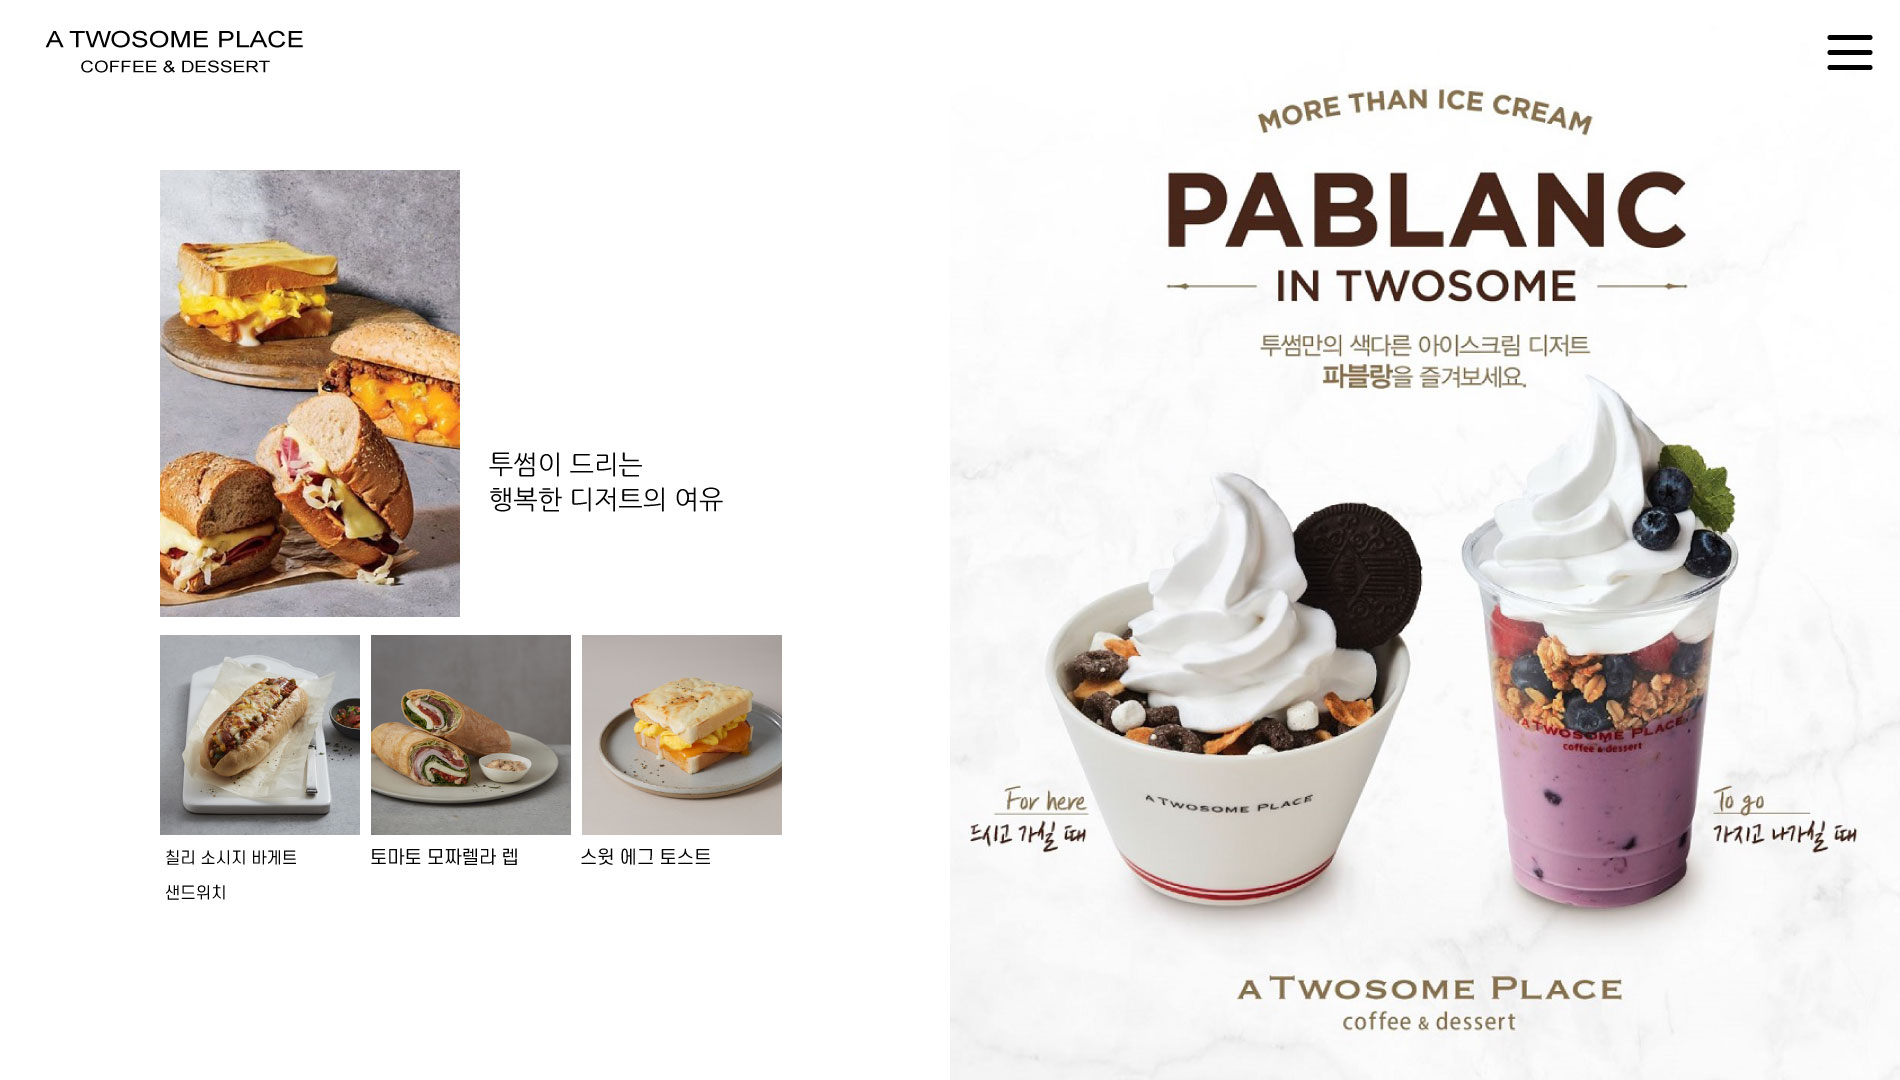 A TWOSOME PLACE
COFFEE & DESSERT
투썸이 드리는
행복한 디저트의 여유
칠리 소시지 바게트
샌드위치
토마토 모짜렐라 렙
스윗 에그 토스트
MORE THAN ICE CREAM
PABLANC
IN TWOSOME
투썸만의 색다른 아이스크림 디저트
파블랑을 즐겨보세요.
For here
드시고 가실 때
A TWOSOME PLACE
A TWOSOME PLACE
coffee & dessert
To go
가지고 나가실 때
A TWOSOME PLACE
coffee & dessert